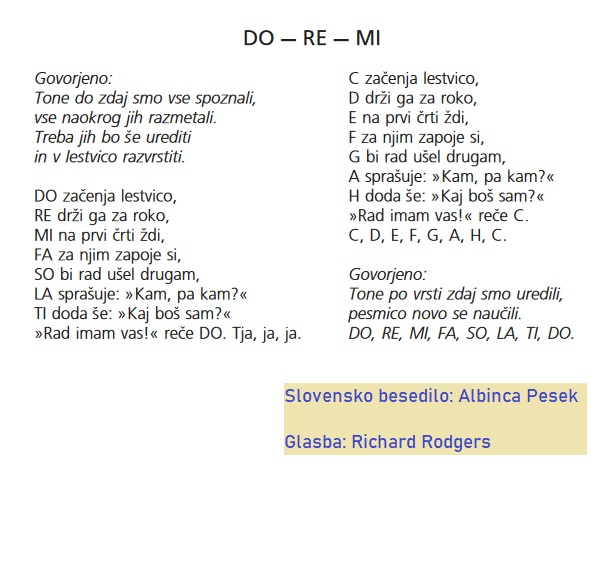 DO – RE – MI
Govorjeno:
Tone do zdaj smo vse spoznali,
vse naokrog jih razmetali.
Treba jih bo še urediti
in v lestvico razvrstiti.
DO začenja lestvico,
RE drži ga za roko,
MI na prvi črti ždi,
FA za njim zapoje si,
SO bi rad ušel drugam,
LA sprašuje: »Kam, pa kam?«
TI doda še: »Kaj boš sam?«
»Rad imam vas!« reče DO. Tja, ja, ja.
C začenja lestvico,
D drži ga za roko,
E na prvi črti ždi,
F za njim zapoje si,
G bi rad ušel drugam,
A sprašuje: »Kam, pa kam?«
H doda še: »Kaj boš sam?«
»Rad imam vas!« reče C.
C, D, E, F, G, A, H, C.
Govorjeno:
Tone po vrsti zdaj smo uredili,
pesmico novo se naučili.
DO, RE, MI, FA, SO, LA, TI, DO.
Slovensko besedilo: Albinca Pesek
Glasba: Richard Rodgers